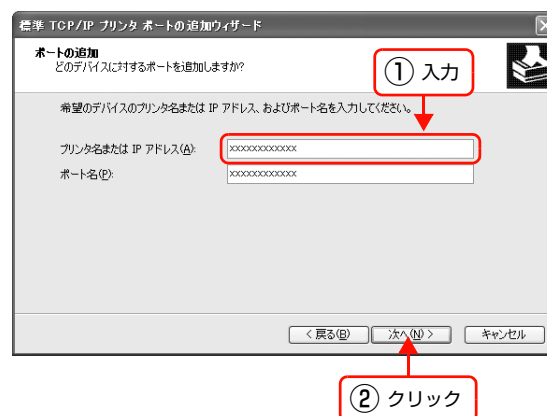 標準 TCP/IP プリンタ ポートの追加ウィザード
ポートの追加
どのデバイスに対するポートを追加しますか?
① 入力
希望のデバイスのプリンタ名または IP アドレス、およびポート名を入力してください。
プリンタ名または IP アドレス(A): xxxxxxxxxxxx
ポート名(P): xxxxxxxxxxxx
< 戻る(B) 次へ(N) > キャンセル
② クリック